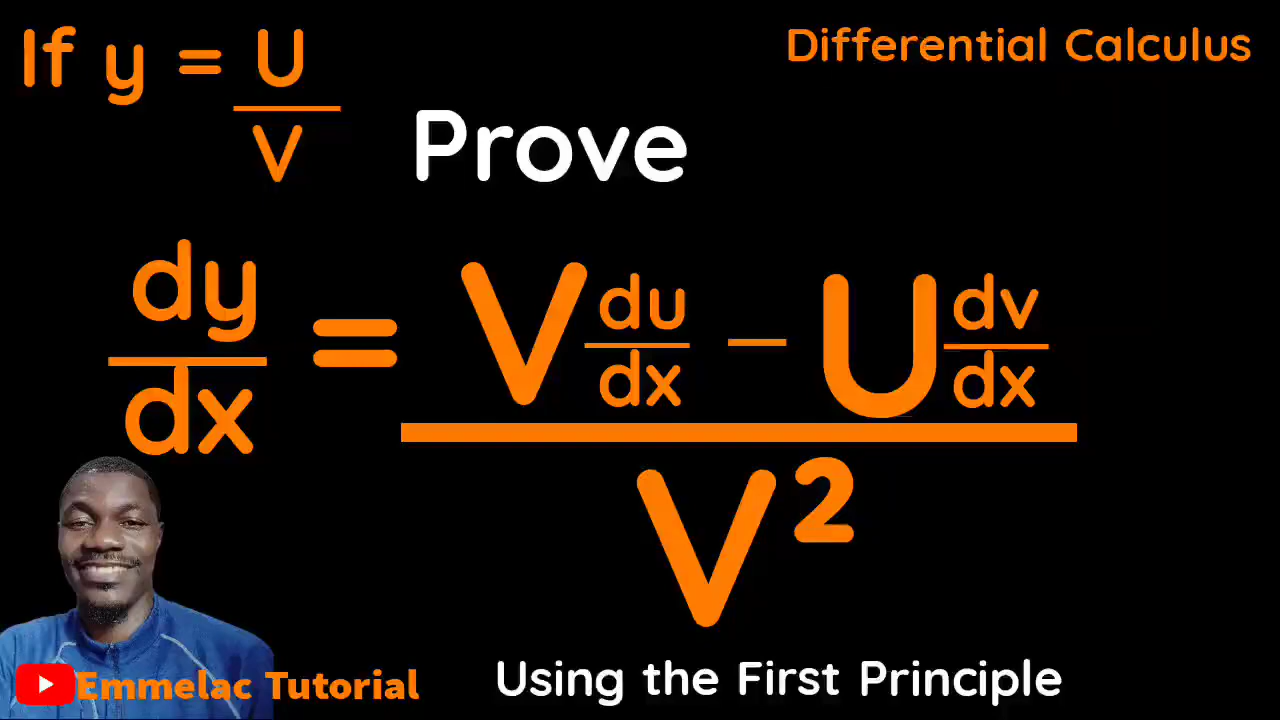 If y = U
V
Differential Calculus
Prove
dy
dx
=
V du
dx
– U dv
dx
V²
Emmelac Tutorial
Using the First Principle